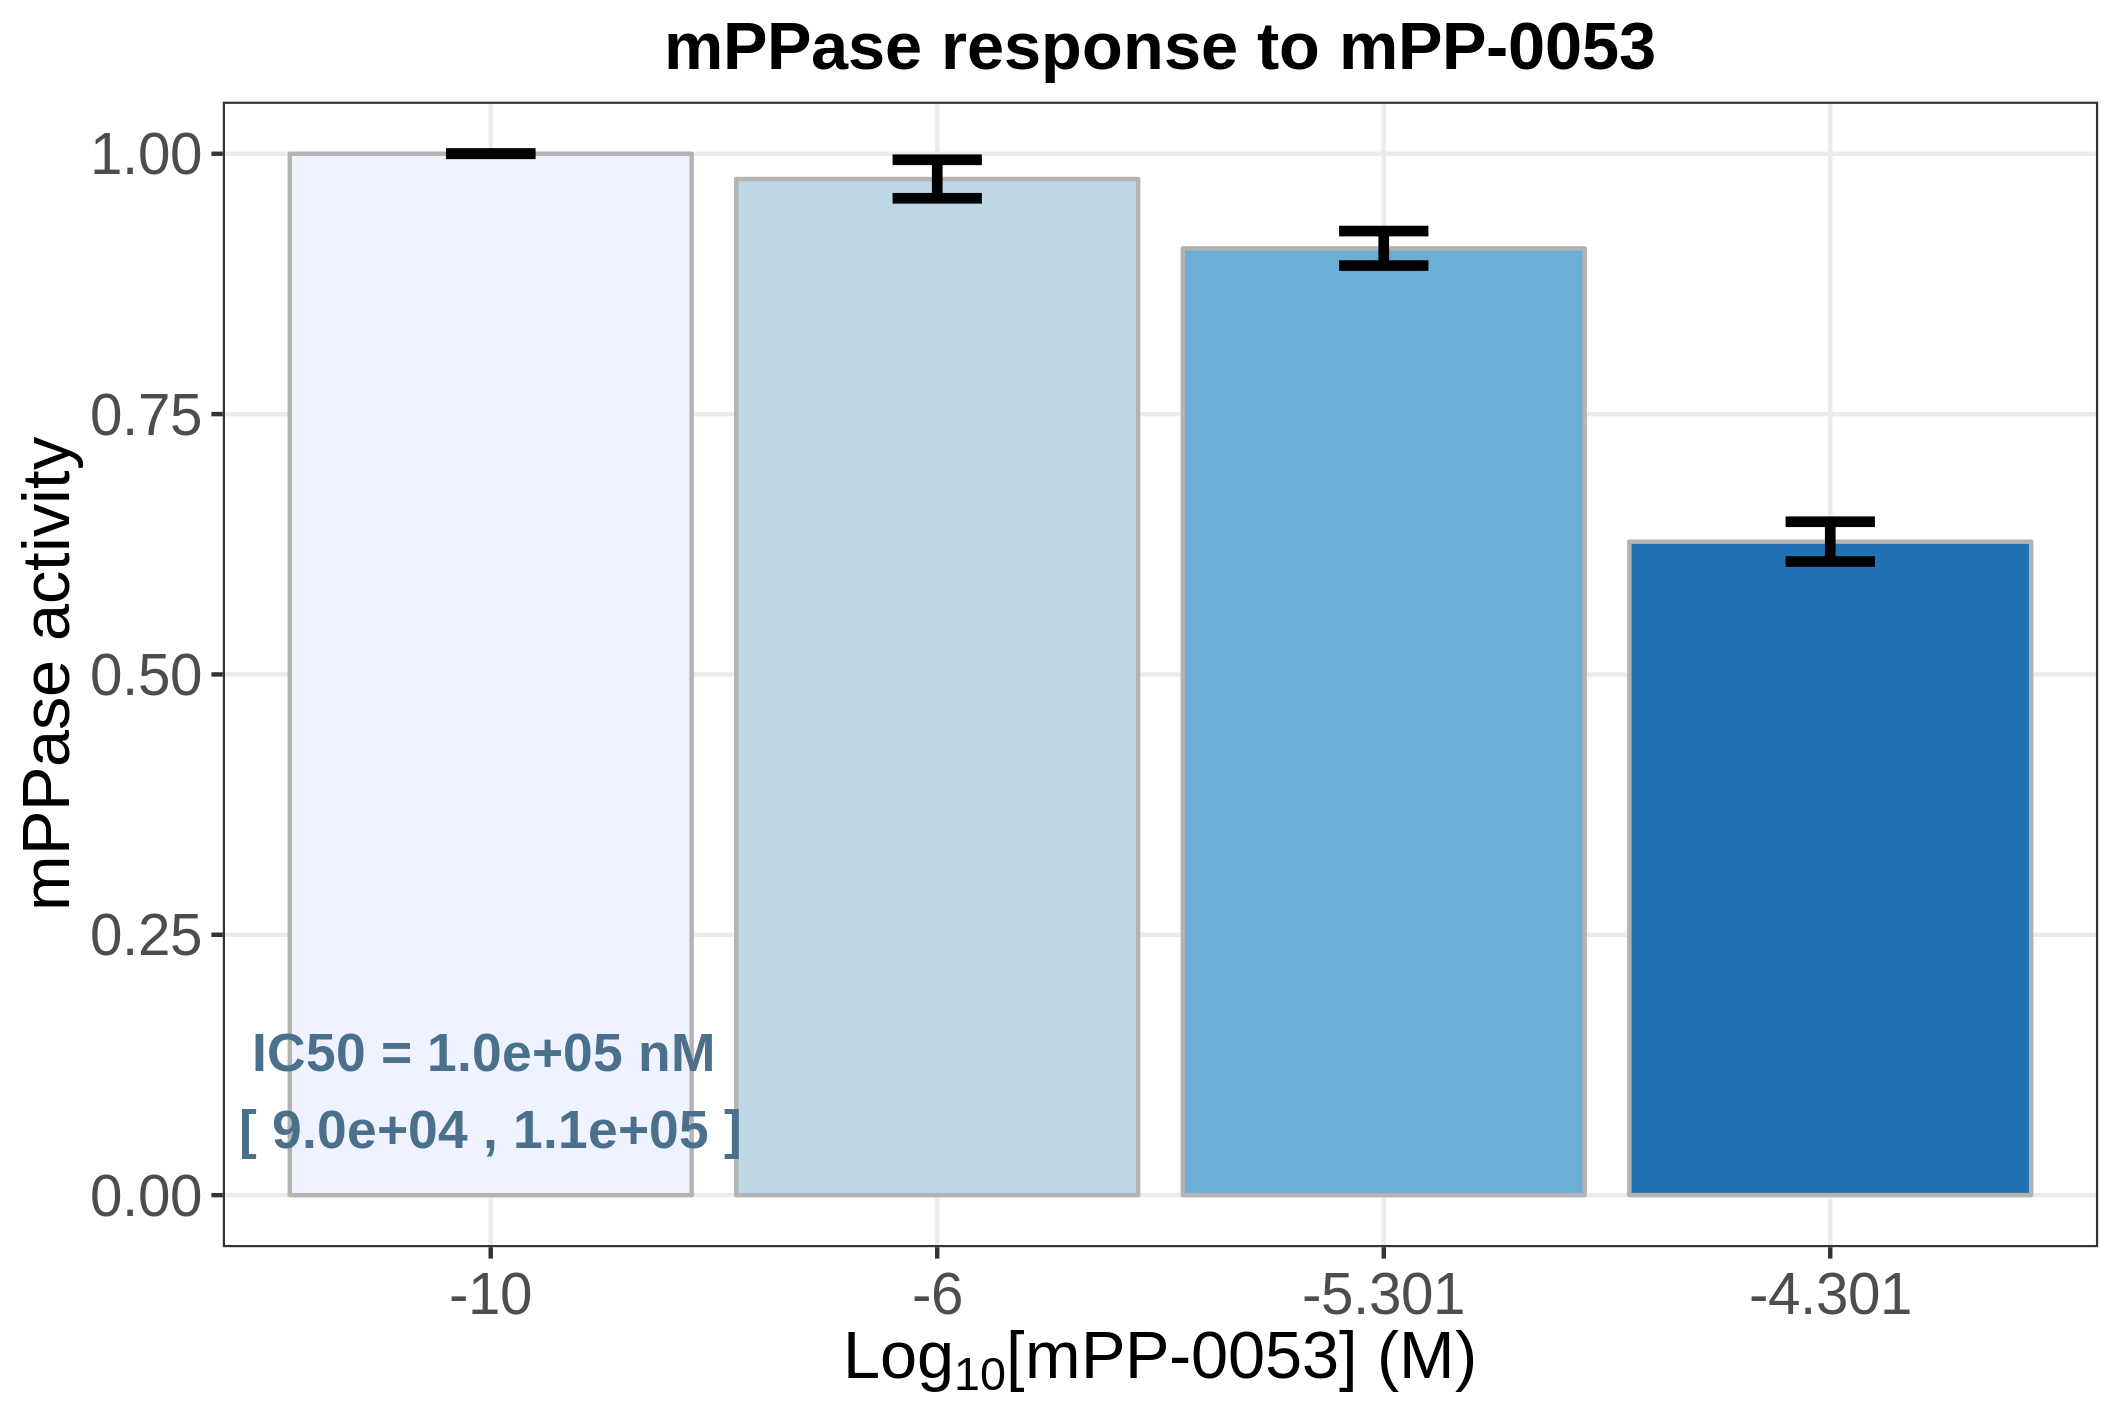 mPPase response to mPP-0053
mPPase activity
1.00
0.75
0.50
0.25
0.00
IC50 = 1.0e+05 nM
[ 9.0e+04 , 1.1e+05 ]
-10
-6
-5.301
-4.301
Log10[mPP-0053] (M)